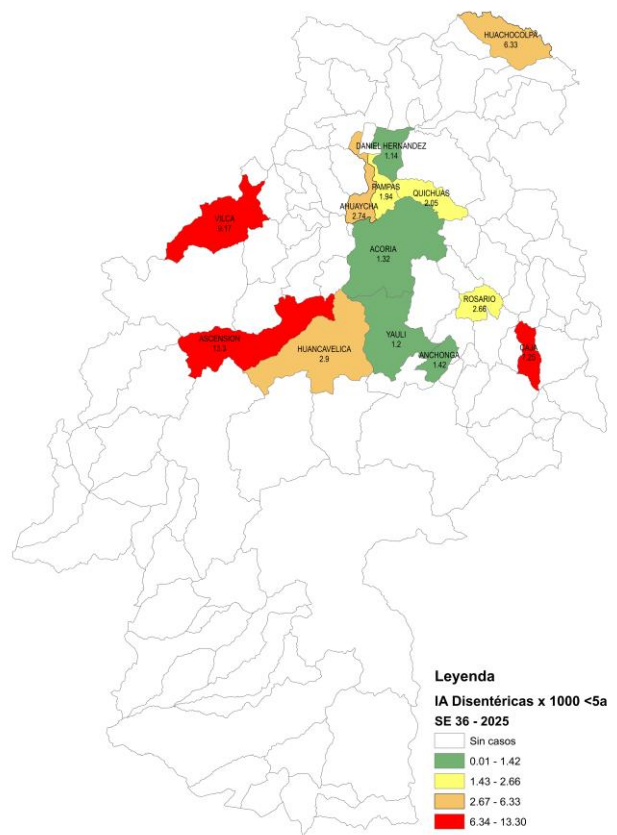 HUACHOCOLPA
6.33
DANIEL HERNANDEZ
1.14
PAMPAS
1.94
QUICHUAS
2.05
AHUAYCHA
2.74
VILCA
ACORIA
1.32
ROSARIO
2.66
ASCENSION
13.3
HUANCAVELICA
2.9
YAULI
1.2
ANCHONGA
1.42
CAJA
Leyenda
IA Disentéricas x 1000 <5a
SE 36 - 2025
Sin casos
0.01 - 1.42
1.43 - 2.66
2.67 - 6.33
6.34 - 13.30